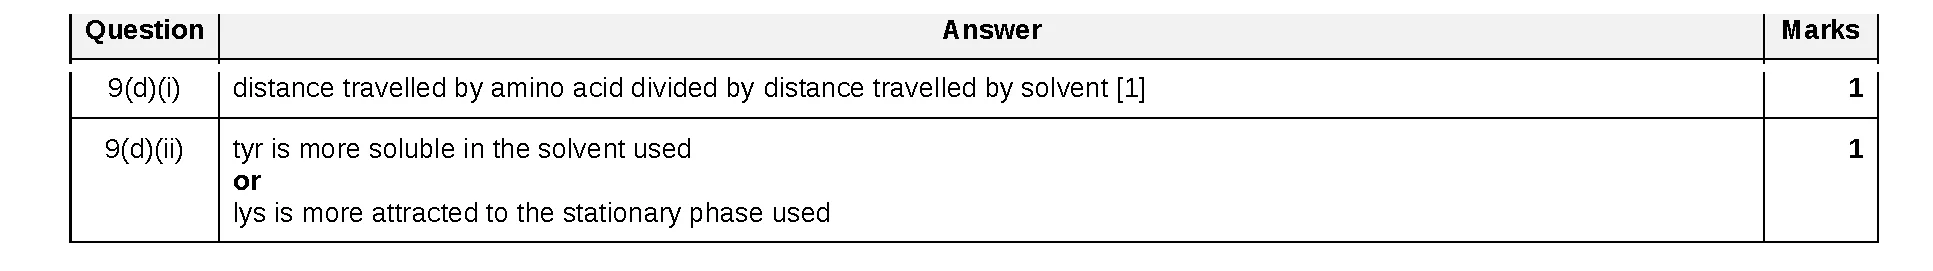 Question Answer Marks
9(d)(i) distance travelled by amino acid divided by distance travelled by solvent [1] 1
9(d)(ii) tyr is more soluble in the solvent used 1
or
lys is more attracted to the stationary phase used